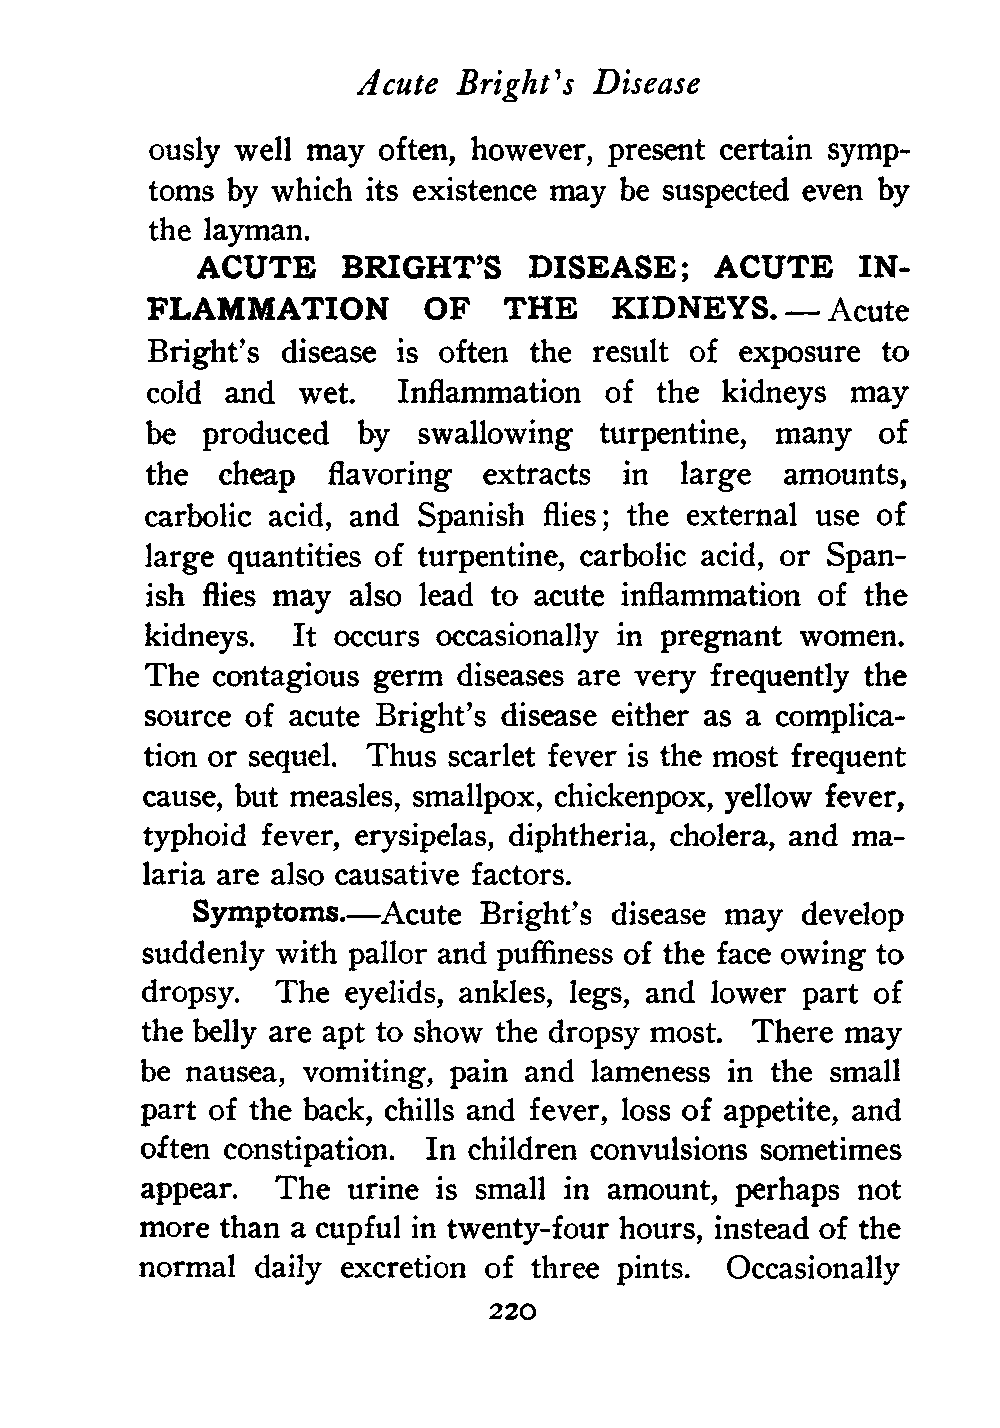 Acute Bright's Disease
ously well may often, however, present certain symp-
toms by which its existence may be suspected even by
the layman.
ACUTE BRIGHT'S DISEASE; ACUTE IN-
FLAMMATION OF THE KIDNEYS.—Acute
Bright's disease is often the result of exposure to
cold and wet. Inflammation of the kidneys may
be produced by swallowing turpentine, many of
the cheap flavoring extracts in large amounts,
carbolic acid, and Spanish flies; the external use of
large quantities of turpentine, carbolic acid, or Span-
ish flies may also lead to acute inflammation of the
kidneys. It occurs occasionally in pregnant women.
The contagious germ diseases are very frequently the
source of acute Bright's disease either as a complica-
tion or sequel. Thus scarlet fever is the most frequent
cause, but measles, smallpox, chickenpox, yellow fever,
typhoid fever, erysipelas, diphtheria, cholera, and ma-
laria are also causative factors.
Symptoms.—Acute Bright's disease may develop
suddenly with pallor and puffiness of the face owing to
dropsy. The eyelids, ankles, legs, and lower part of
the belly are apt to show the dropsy most. There may
be nausea, vomiting, pain and lameness in the small
part of the back, chills and fever, loss of appetite, and
often constipation. In children convulsions sometimes
appear. The urine is small in amount, perhaps not
more than a cupful in twenty-four hours, instead of the
normal daily excretion of three pints. Occasionally
220